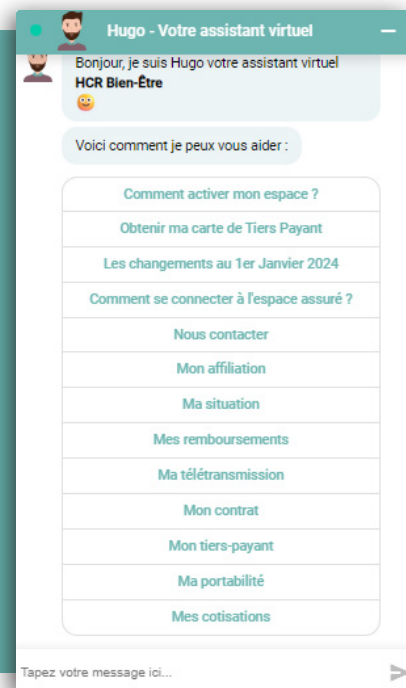 Hugo - Votre assistant virtuel
Bonjour, je suis Hugo votre assistant virtuel
HCR Bien-Être
Voici comment je peux vous aider :
Comment activer mon espace ?
Obtenir ma carte de Tiers Payant
Les changements au 1er Janvier 2024
Comment se connecter à l'espace assuré ?
Nous contacter
Mon affiliation
Ma situation
Mes remboursements
Ma télétransmission
Mon contrat
Mon tiers-payant
Ma portabilité
Mes cotisations
Tapez votre message ici...